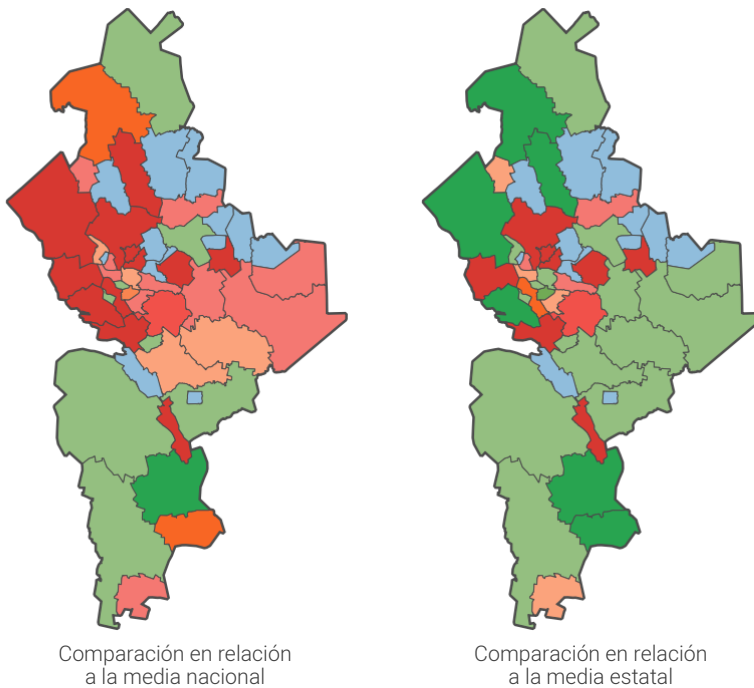 Comparación en relación
a la media nacional
Comparación en relación
a la media estatal